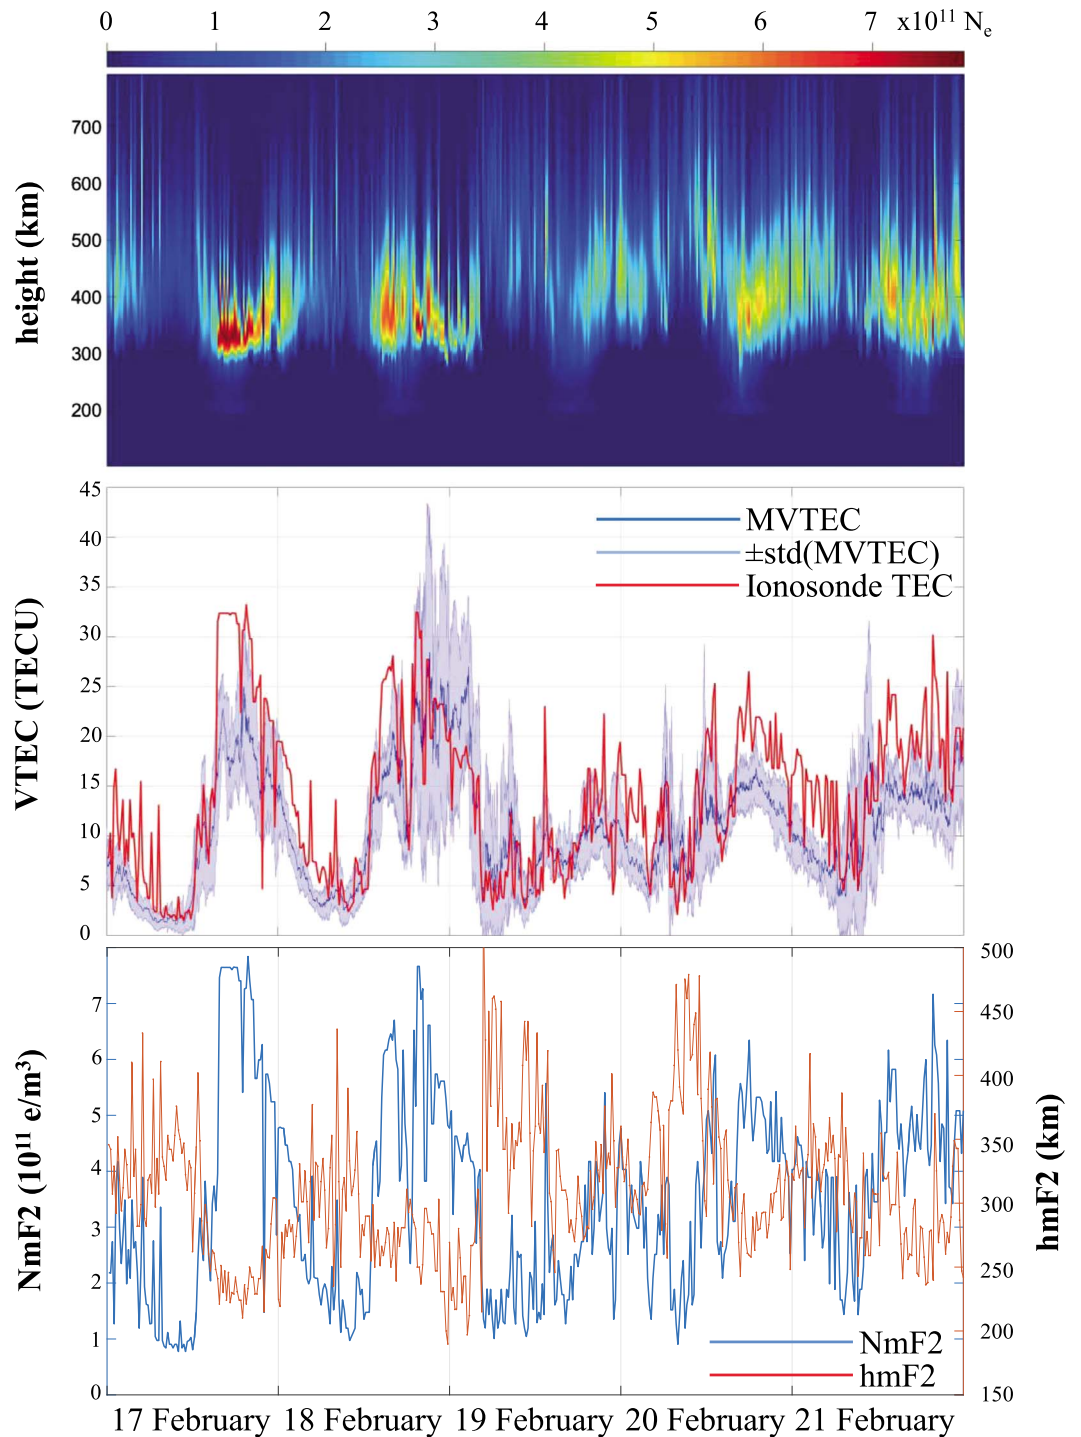 0 1 2 3 4 5 6 7 x10¹¹ Nₑ
700
600
500
400
300
200
height (km)
45
40
35
30
25
20
15
10
5
0
VTEC (TECU)
MVTEC
±std(MVTEC)
Ionosonde TEC
7
6
5
4
3
2
1
0
NmF2 (10¹¹ e/m³)
500
450
400
350
300
250
200
150
hmF2 (km)
NmF2
hmF2
17 February 18 February 19 February 20 February 21 February